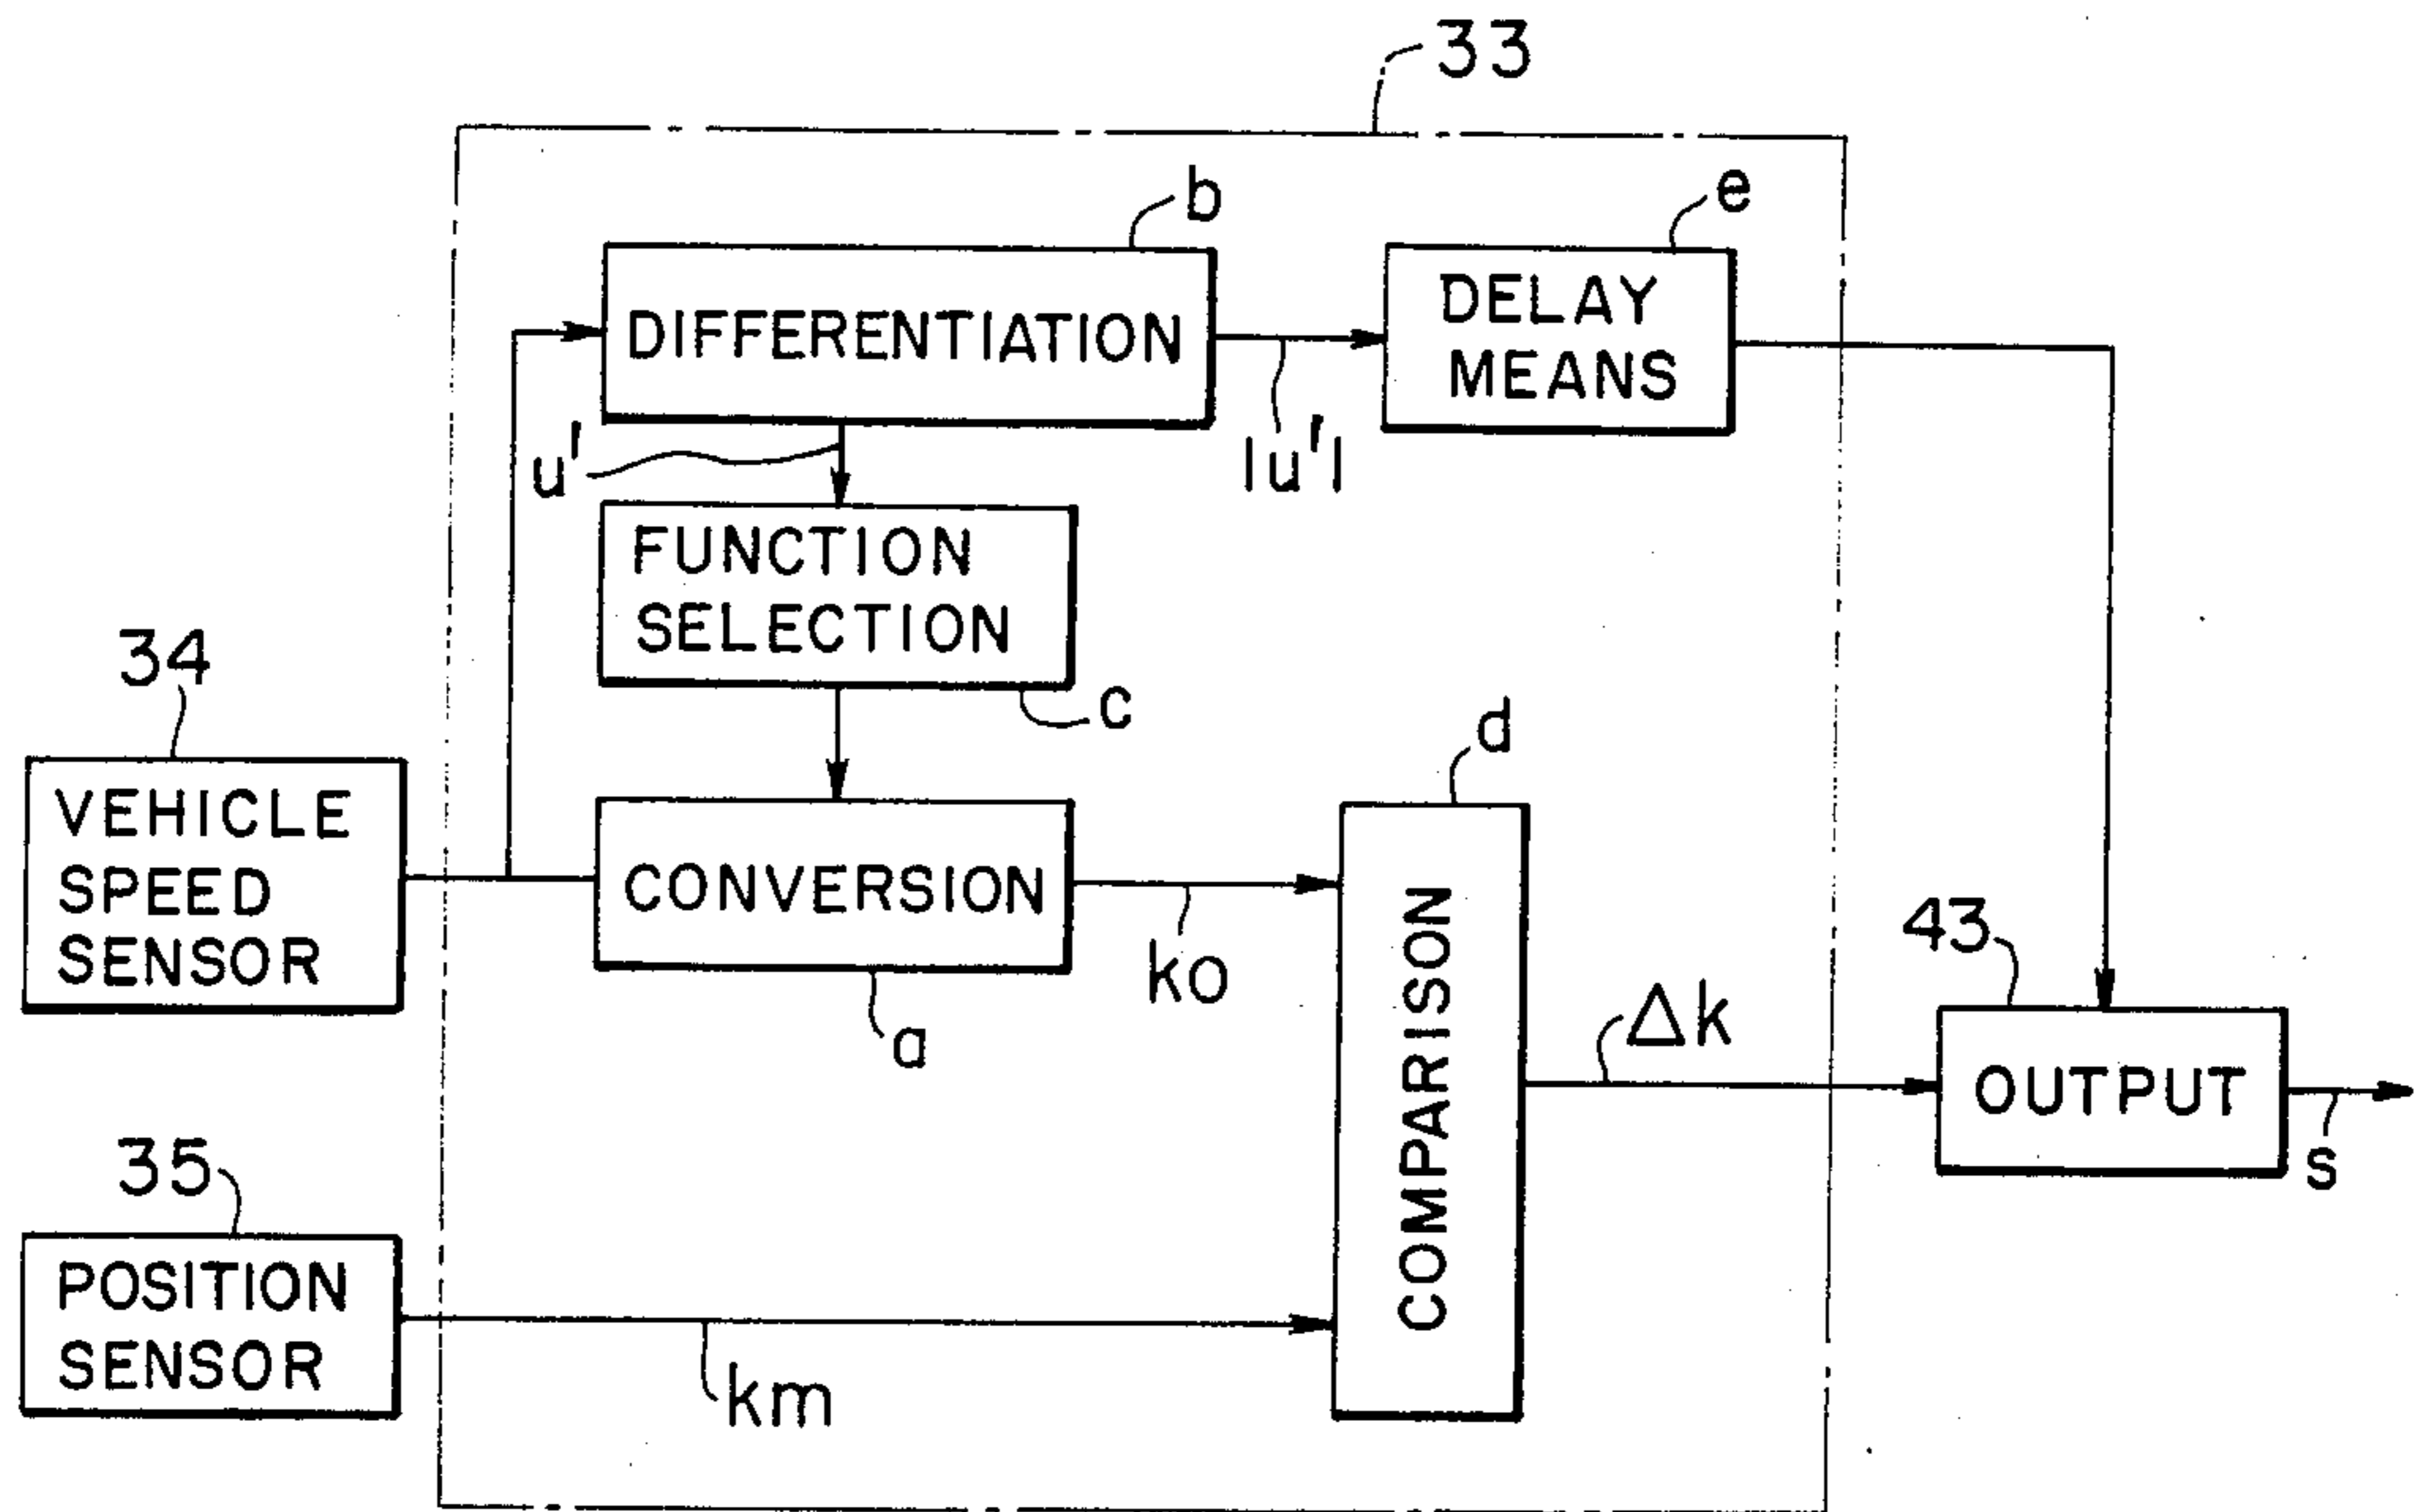 33
b
e
DIFFERENTIATION
DELAY
MEANS
u'
|u'|
FUNCTION
SELECTION
c
34
VEHICLE
SPEED
SENSOR
CONVERSION
a
ko
d
COMPARISON
Δk
43
OUTPUT
s
35
POSITION
SENSOR
km